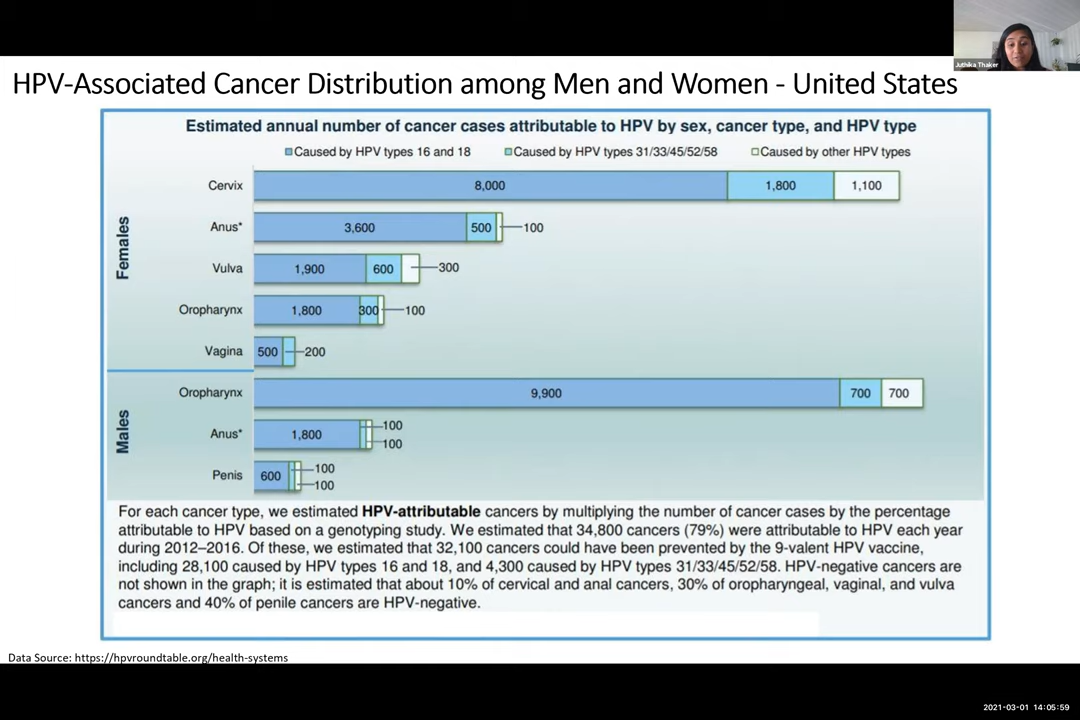 Juthika Thaker
HPV-Associated Cancer Distribution among Men and Women - United States
Estimated annual number of cancer cases attributable to HPV by sex, cancer type, and HPV type
Caused by HPV types 16 and 18 Caused by HPV types 31/33/45/52/58 Caused by other HPV types
Females
Cervix 8,000 1,800 1,100
Anus* 3,600 500 100
Vulva 1,900 600 300
Oropharynx 1,800 300 100
Vagina 500 200
Males
Oropharynx 9,900 700 700
Anus* 1,800 100
100
Penis 600 100
100
For each cancer type, we estimated HPV-attributable cancers by multiplying the number of cancer cases by the percentage
attributable to HPV based on a genotyping study. We estimated that 34,800 cancers (79%) were attributable to HPV each year
during 2012–2016. Of these, we estimated that 32,100 cancers could have been prevented by the 9-valent HPV vaccine,
including 28,100 caused by HPV types 16 and 18, and 4,300 caused by HPV types 31/33/45/52/58. HPV-negative cancers are
not shown in the graph; it is estimated that about 10% of cervical and anal cancers, 30% of oropharyngeal, vaginal, and vulva
cancers and 40% of penile cancers are HPV-negative.
Data Source: https://hpvroundtable.org/health-systems
2021-03-01 14:05:59